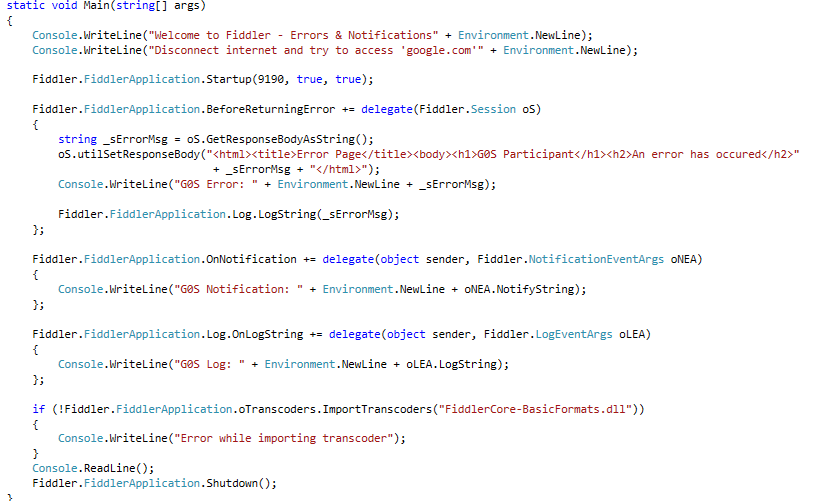 static void Main(string[] args)
{
Console.WriteLine("Welcome to Fiddler - Errors & Notifications" + Environment.NewLine);
Console.WriteLine("Disconnect internet and try to access 'google.com'" + Environment.NewLine);
Fiddler.FiddlerApplication.Startup(9190, true, true);
Fiddler.FiddlerApplication.BeforeReturningError += delegate(Fiddler.Session oS)
{
string _sErrorMsg = oS.GetResponseBodyAsString();
oS.utilSetResponseBody("<html><title>Error Page</title><body><h1>G0S Participant</h1><h2>An error has occured</h2>"
+ _sErrorMsg + "</html>");
Console.WriteLine("G0S Error: " + Environment.NewLine + _sErrorMsg);
Fiddler.FiddlerApplication.Log.LogString(_sErrorMsg);
};
Fiddler.FiddlerApplication.OnNotification += delegate(object sender, Fiddler.NotificationEventArgs oNEA)
{
Console.WriteLine("G0S Notification: " + Environment.NewLine + oNEA.NotifyString);
};
Fiddler.FiddlerApplication.Log.OnLogString += delegate(object sender, Fiddler.LogEventArgs oLEA)
{
Console.WriteLine("G0S Log: " + Environment.NewLine + oLEA.LogString);
};
if (!Fiddler.FiddlerApplication.oTranscoders.ImportTranscoders("FiddlerCore-BasicFormats.dll"))
{
Console.WriteLine("Error while importing transcoder");
}
Console.ReadLine();
Fiddler.FiddlerApplication.Shutdown();
}